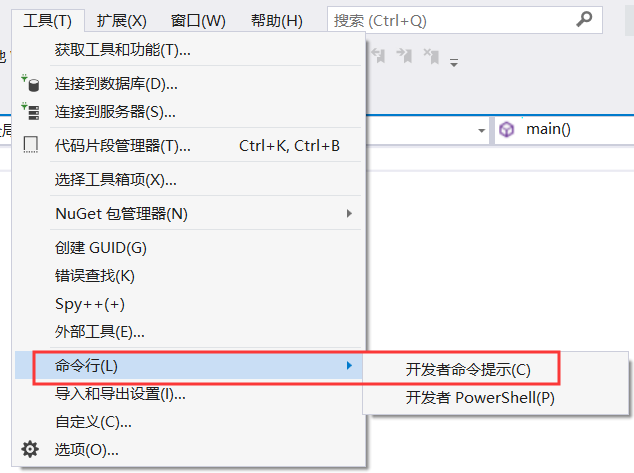 工具(T) 扩展(X) 窗口(W) 帮助(H) 搜索 (Ctrl+Q)
获取工具和功能(T)...
连接到数据库(D)...
连接到服务器(S)...
代码片段管理器(T)... Ctrl+K, Ctrl+B
main()
选择工具箱项(X)...
NuGet 包管理器(N)
创建 GUID(G)
错误查找(K)
Spy++(+)
外部工具(E)...
命令行(L) 开发者命令提示(C)
导入和导出设置(I)... 开发者 PowerShell(P)
自定义(C)...
选项(O)...